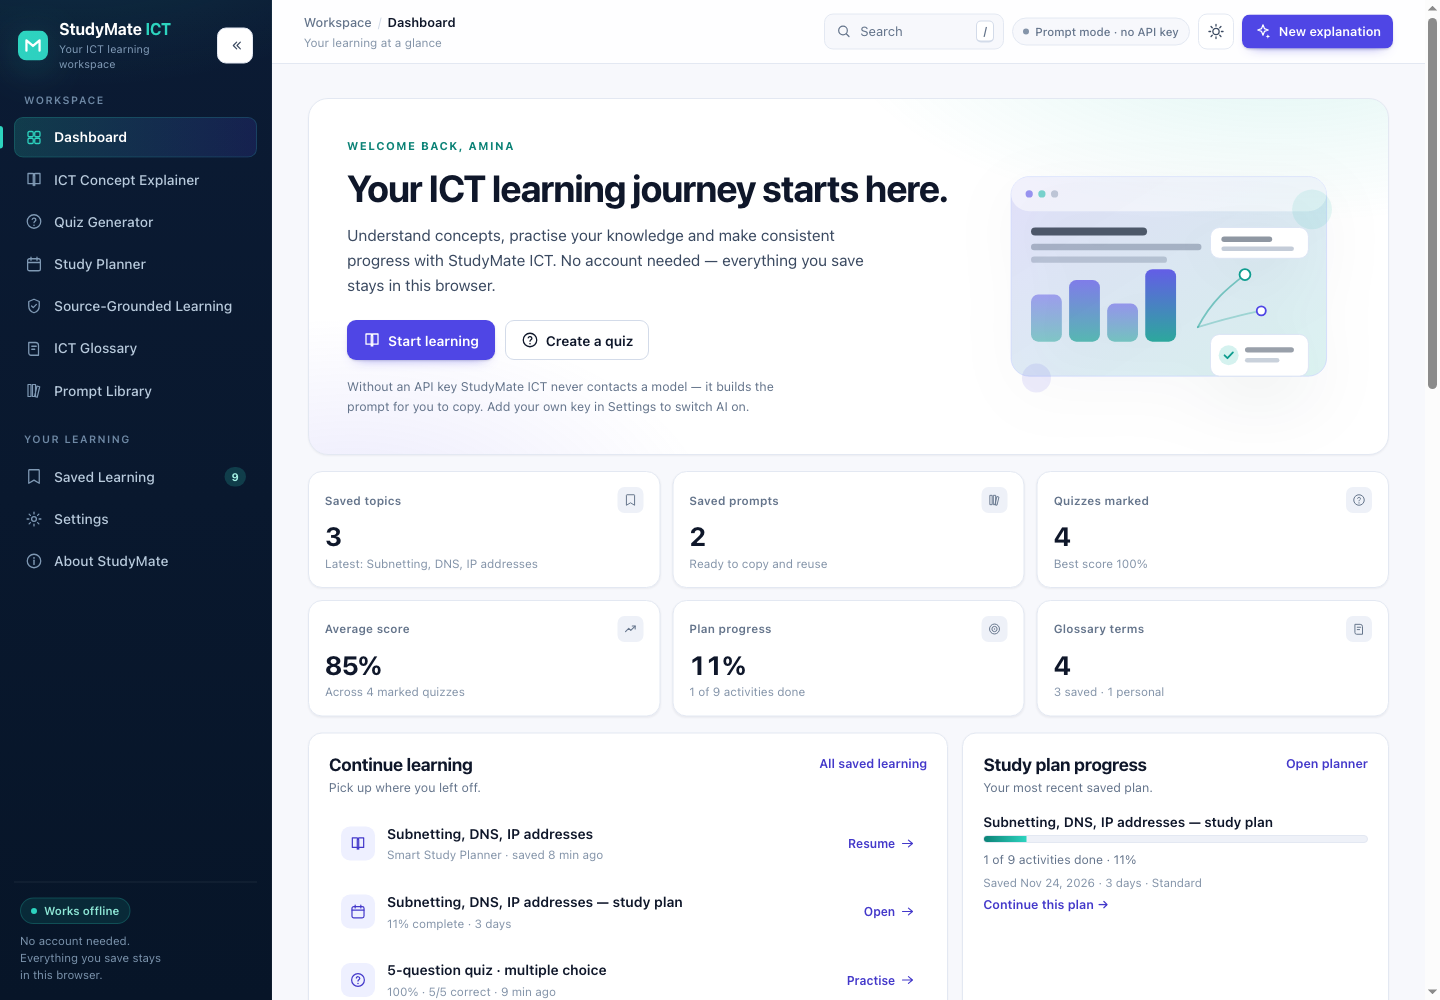 StudyMate ICT
Your ICT learning
workspace
WORKSPACE
Dashboard
ICT Concept Explainer
Quiz Generator
Study Planner
Source-Grounded Learning
ICT Glossary
Prompt Library
YOUR LEARNING
Saved Learning
9
Settings
About StudyMate
Works offline
No account needed.
Everything you save stays
in this browser.
Workspace / Dashboard
Your learning at a glance
Search
/
Prompt mode · no API key
New explanation
WELCOME BACK, AMINA
Your ICT learning journey starts here.
Understand concepts, practise your knowledge and make consistent
progress with StudyMate ICT. No account needed — everything you save
stays in this browser.
Start learning
Create a quiz
Without an API key StudyMate ICT never contacts a model — it builds the
prompt for you to copy. Add your own key in Settings to switch AI on.
Saved topics
3
Latest: Subnetting, DNS, IP addresses
Saved prompts
2
Ready to copy and reuse
Quizzes marked
4
Best score 100%
Average score
85%
Across 4 marked quizzes
Plan progress
11%
1 of 9 activities done
Glossary terms
4
3 saved · 1 personal
Continue learning
All saved learning
Pick up where you left off.
Subnetting, DNS, IP addresses
Smart Study Planner · saved 8 min ago
Resume →
Subnetting, DNS, IP addresses — study plan
11% complete · 3 days
Open →
5-question quiz · multiple choice
100% · 5/5 correct · 9 min ago
Practise →
Study plan progress
Open planner
Your most recent saved plan.
Subnetting, DNS, IP addresses — study plan
1 of 9 activities done · 11%
Saved Nov 24, 2026 · 3 days · Standard
Continue this plan →